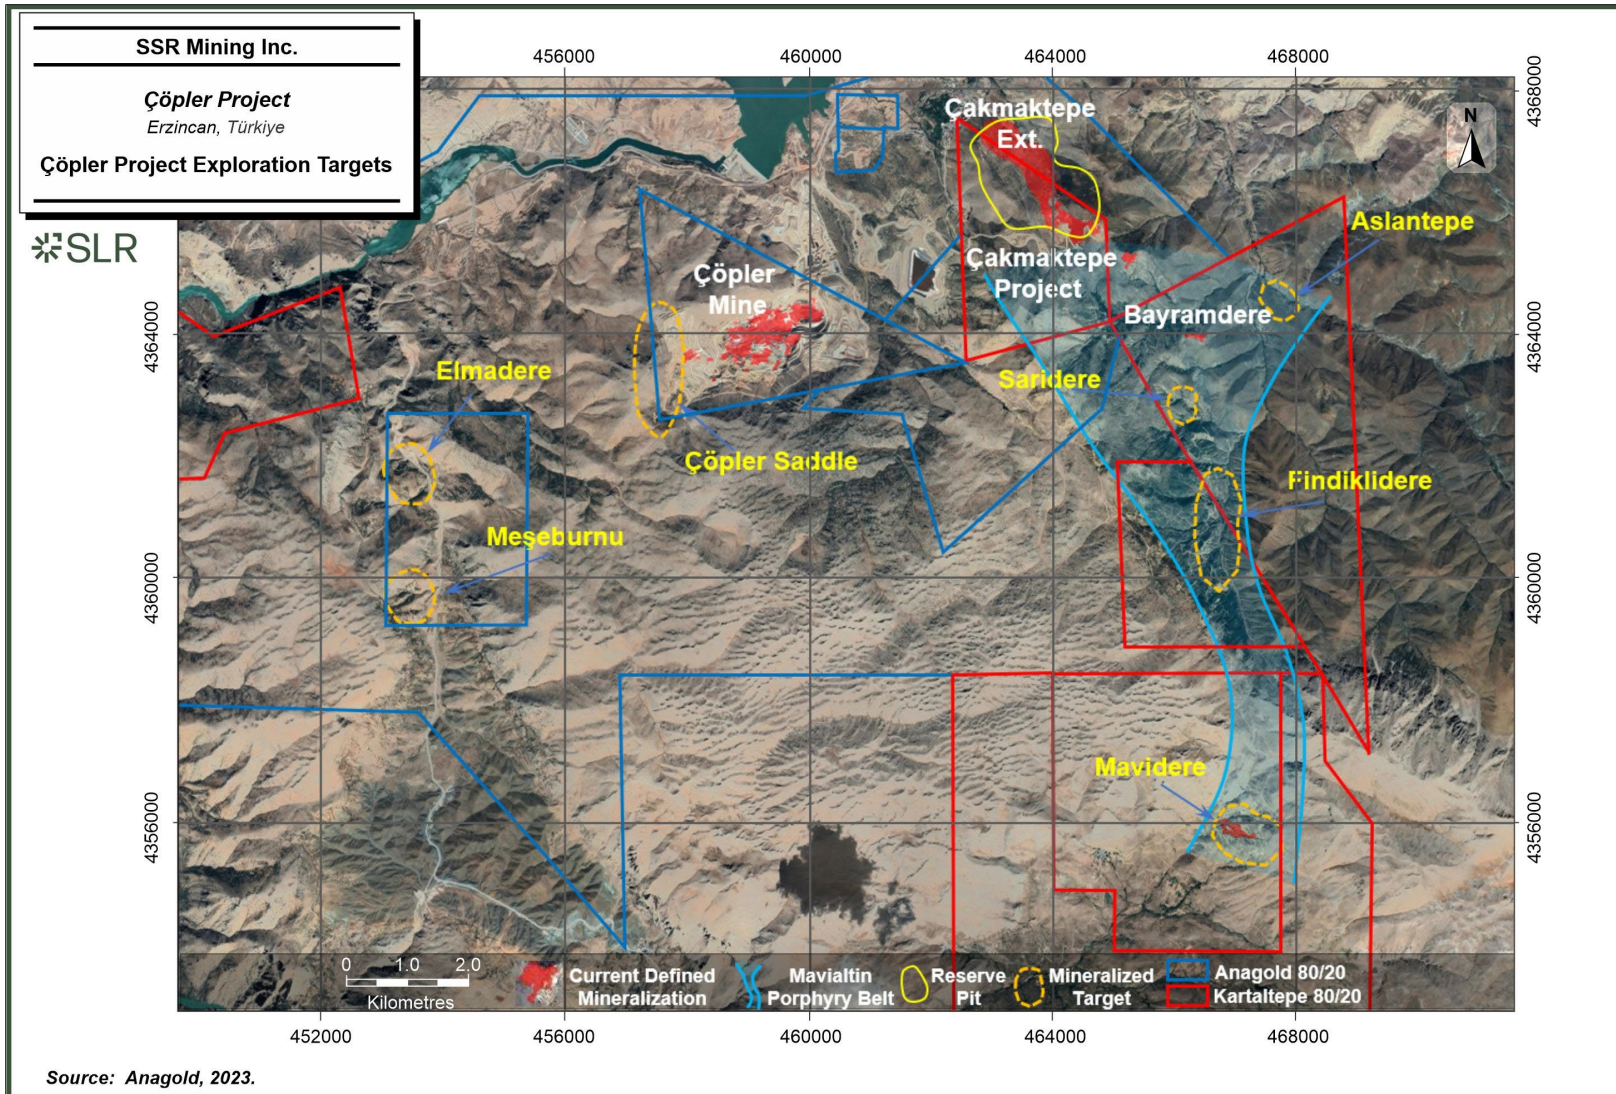 SSR Mining Inc.
Çöpler Project
Erzincan, Türkiye
Çöpler Project Exploration Targets
SLR
456000
460000
464000
468000
4368000
4364000
4360000
4356000
4364000
4360000
4356000
N
Çakmaktepe
Ext.
Aslantepe
Çakmaktepe
Project
Çöpler
Mine
Bayramdere
Elmadere
Saridere
Çöpler Saddle
Findiklidere
Meşeburnu
Mavidere
0 1.0 2.0
Kilometres
Current Defined
Mineralization
Mavialtin
Porphyry Belt
Reserve
Pit
Mineralized
Target
Anagold 80/20
Kartaltepe 80/20
452000
456000
460000
464000
468000
Source: Anagold, 2023.